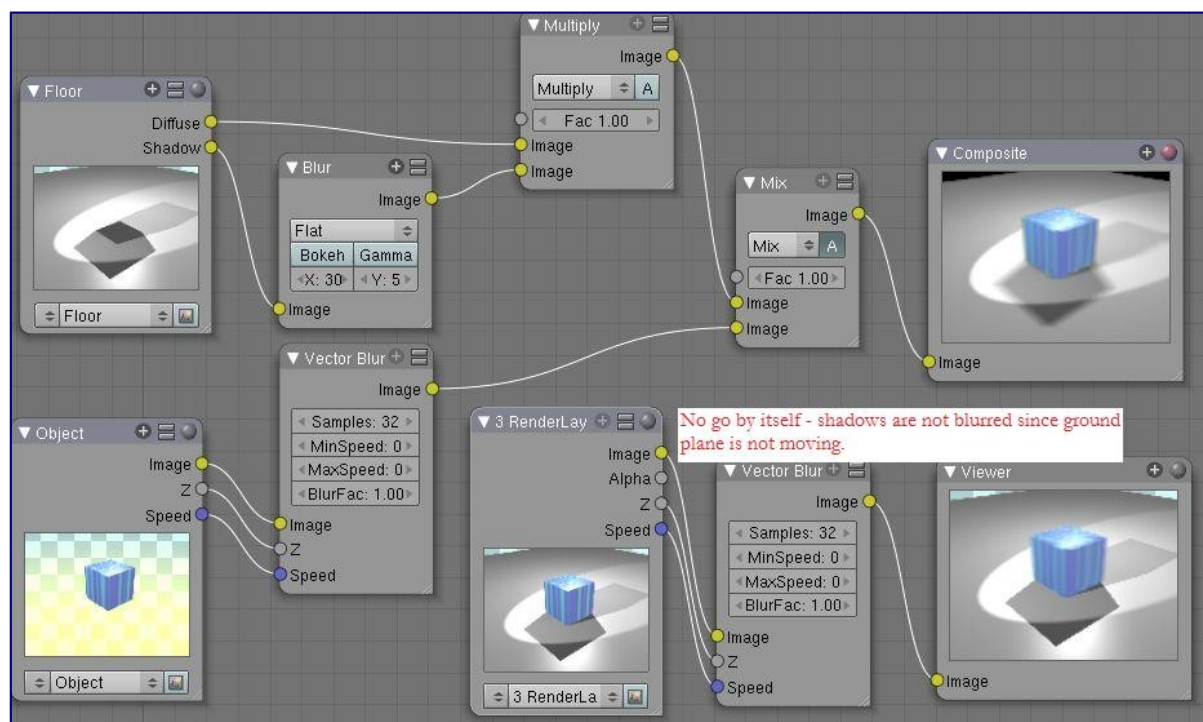 Multiply
Image
Multiply
A
Fac 1.00
Image
Image
Floor
Diffuse
Shadow
Floor
Blur
Image
Flat
Bokeh Gamma
X: 30 Y: 5
Image
Mix
Image
Mix
A
Fac 1.00
Image
Image
Composite
Image
Vector Blur
Image
Samples: 32
MinSpeed: 0
MaxSpeed: 0
BlurFac: 1.00
Image
Z
Speed
Object
Image
Z
Speed
Object
3 RenderLay
Image
Alpha
Z
Speed
3 RenderLa
No go by itself - shadows are not blurred since ground
plane is not moving.
Vector Blur
Image
Samples: 32
MinSpeed: 0
MaxSpeed: 0
BlurFac: 1.00
Image
Z
Speed
Viewer
Image